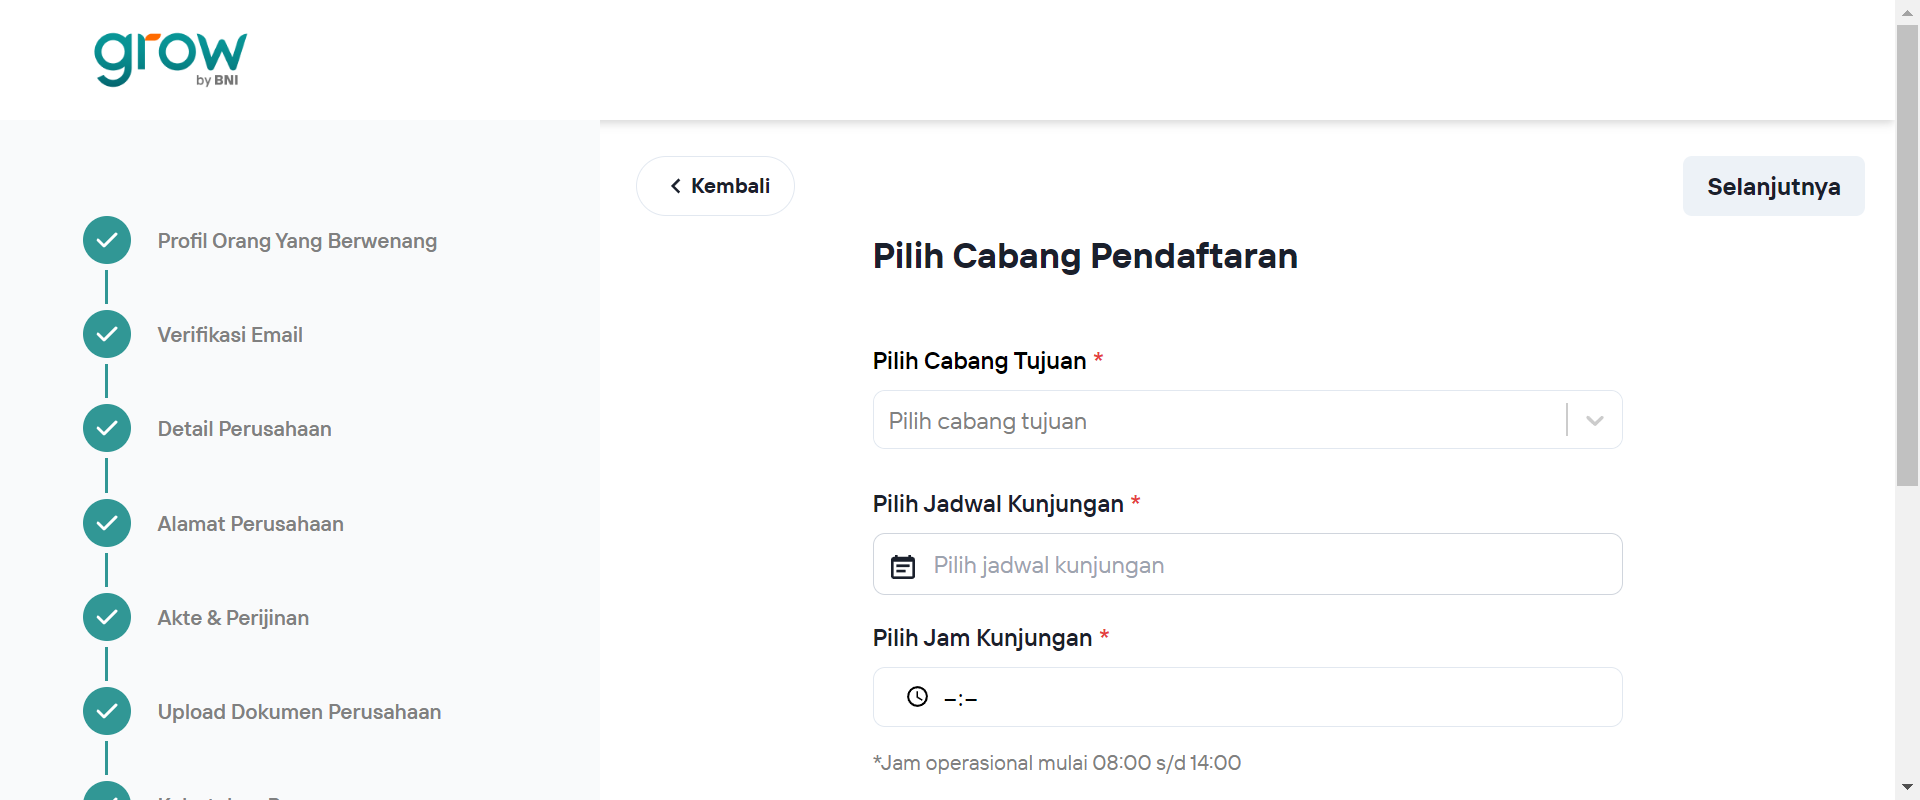 grow
by BNI
Kembali
Selanjutnya
Profil Orang Yang Berwenang
Verifikasi Email
Detail Perusahaan
Alamat Perusahaan
Akte & Perijinan
Upload Dokumen Perusahaan
Pilih Cabang Pendaftaran
Pilih Cabang Tujuan *
Pilih cabang tujuan
Pilih Jadwal Kunjungan *
Pilih jadwal kunjungan
Pilih Jam Kunjungan *
–:–
*Jam operasional mulai 08:00 s/d 14:00